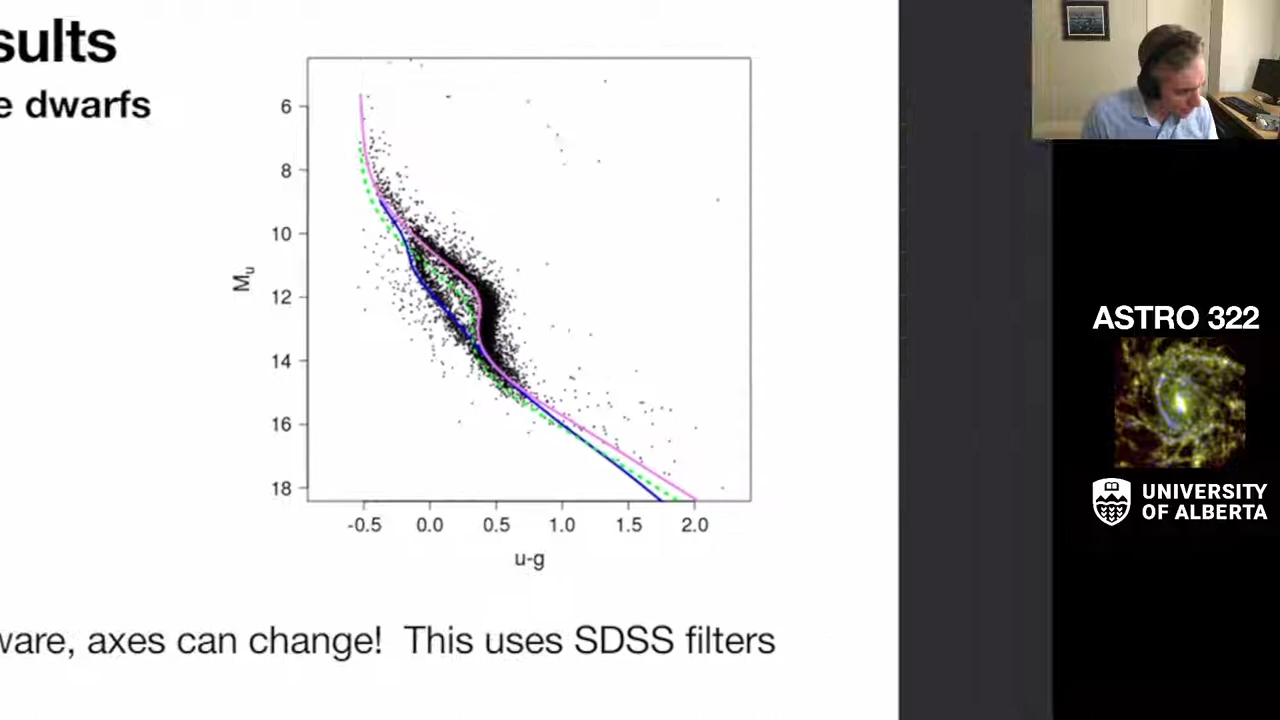 sults
e dwarfs
6
8
10
12
14
16
18
M_u
-0.5 0.0 0.5 1.0 1.5 2.0
u-g
ware, axes can change! This uses SDSS filters
ASTRO 322
UNIVERSITY
OF ALBERTA